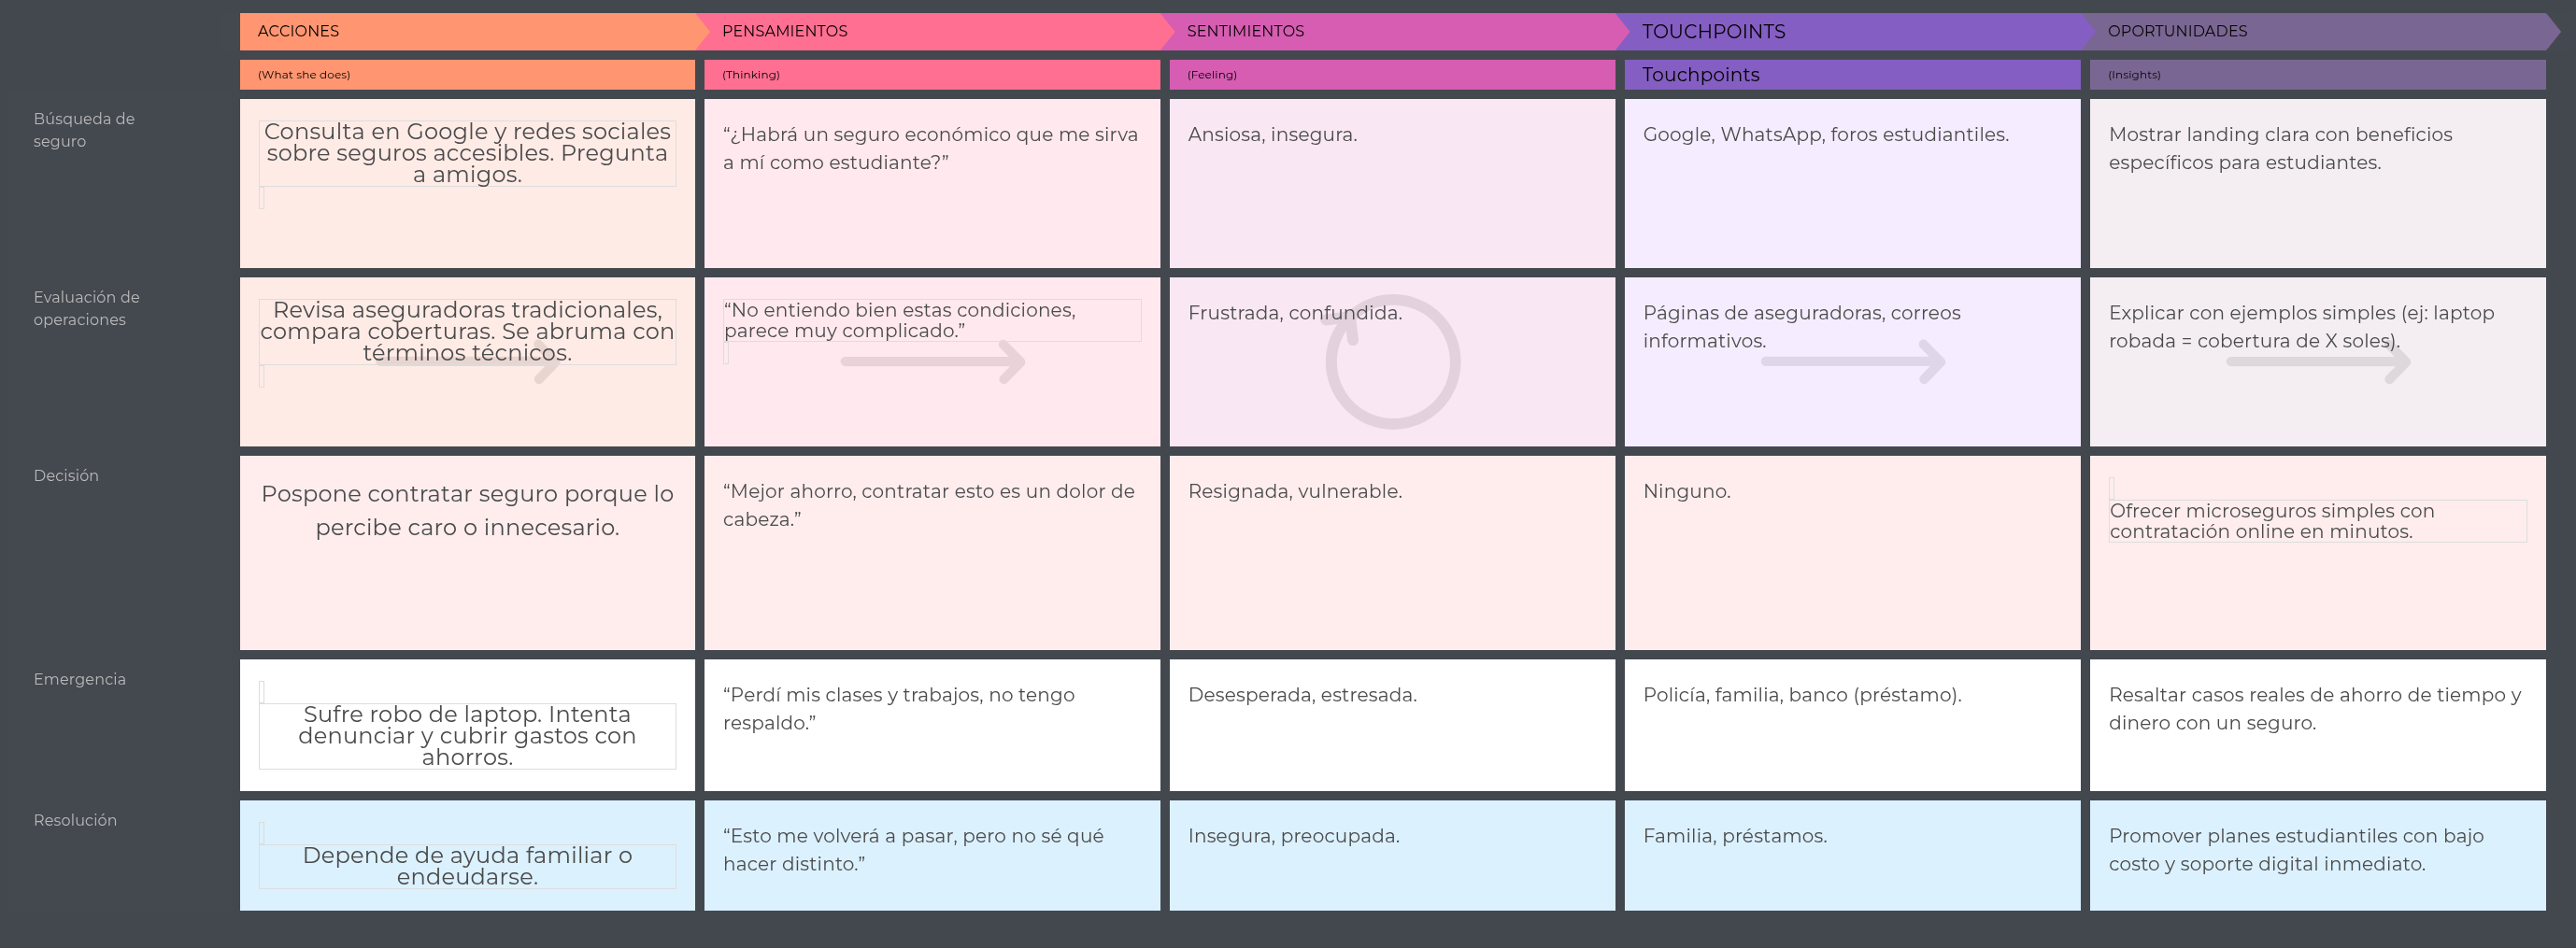 ACCIONES
PENSAMIENTOS
SENTIMIENTOS
TOUCHPOINTS
OPORTUNIDADES
(What she does)
(Thinking)
(Feeling)
Touchpoints
(Insights)
Búsqueda de
seguro
Consulta en Google y redes sociales
sobre seguros accesibles. Pregunta
a amigos.
“¿Habrá un seguro económico que me sirva
a mí como estudiante?”
Ansiosa, insegura.
Google, WhatsApp, foros estudiantiles.
Mostrar landing clara con beneficios
específicos para estudiantes.
Evaluación de
operaciones
Revisa aseguradoras tradicionales,
compara coberturas. Se abruma con
términos técnicos.
“No entiendo bien estas condiciones,
parece muy complicado.”
Frustrada, confundida.
Páginas de aseguradoras, correos
informativos.
Explicar con ejemplos simples (ej: laptop
robada = cobertura de X soles).
Decisión
Pospone contratar seguro porque lo
percibe caro o innecesario.
“Mejor ahorro, contratar esto es un dolor de
cabeza.”
Resignada, vulnerable.
Ninguno.
Ofrecer microseguros simples con
contratación online en minutos.
Emergencia
Sufre robo de laptop. Intenta
denunciar y cubrir gastos con
ahorros.
“Perdí mis clases y trabajos, no tengo
respaldo.”
Desesperada, estresada.
Policía, familia, banco (préstamo).
Resaltar casos reales de ahorro de tiempo y
dinero con un seguro.
Resolución
Depende de ayuda familiar o
endeudarse.
“Esto me volverá a pasar, pero no sé qué
hacer distinto.”
Insegura, preocupada.
Familia, préstamos.
Promover planes estudiantiles con bajo
costo y soporte digital inmediato.